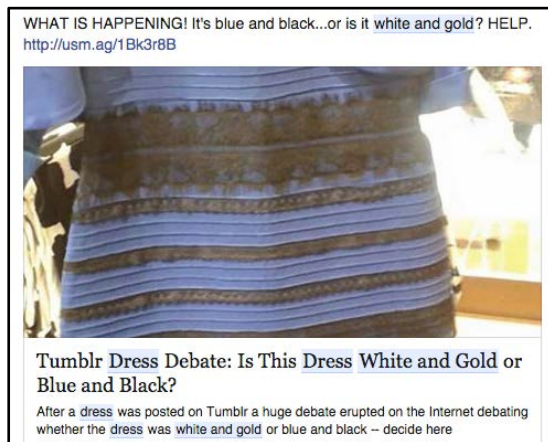 WHAT IS HAPPENING! It's blue and black...or is it white and gold? HELP.
http://usm.ag/1Bk3r8B
Tumblr Dress Debate: Is This Dress White and Gold or
Blue and Black?
After a dress was posted on Tumblr a huge debate erupted on the Internet debating
whether the dress was white and gold or blue and black -- decide here